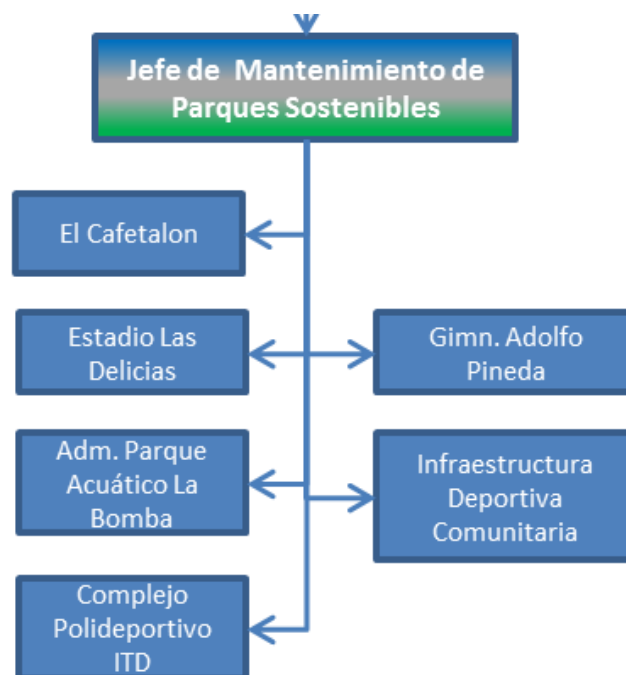 Jefe de Mantenimiento de
Parques Sostenibles
El Cafetalon
Estadio Las
Delicias
Gimn. Adolfo
Pineda
Adm. Parque
Acuático La
Bomba
Infraestructura
Deportiva
Comunitaria
Complejo
Polideportivo
ITD